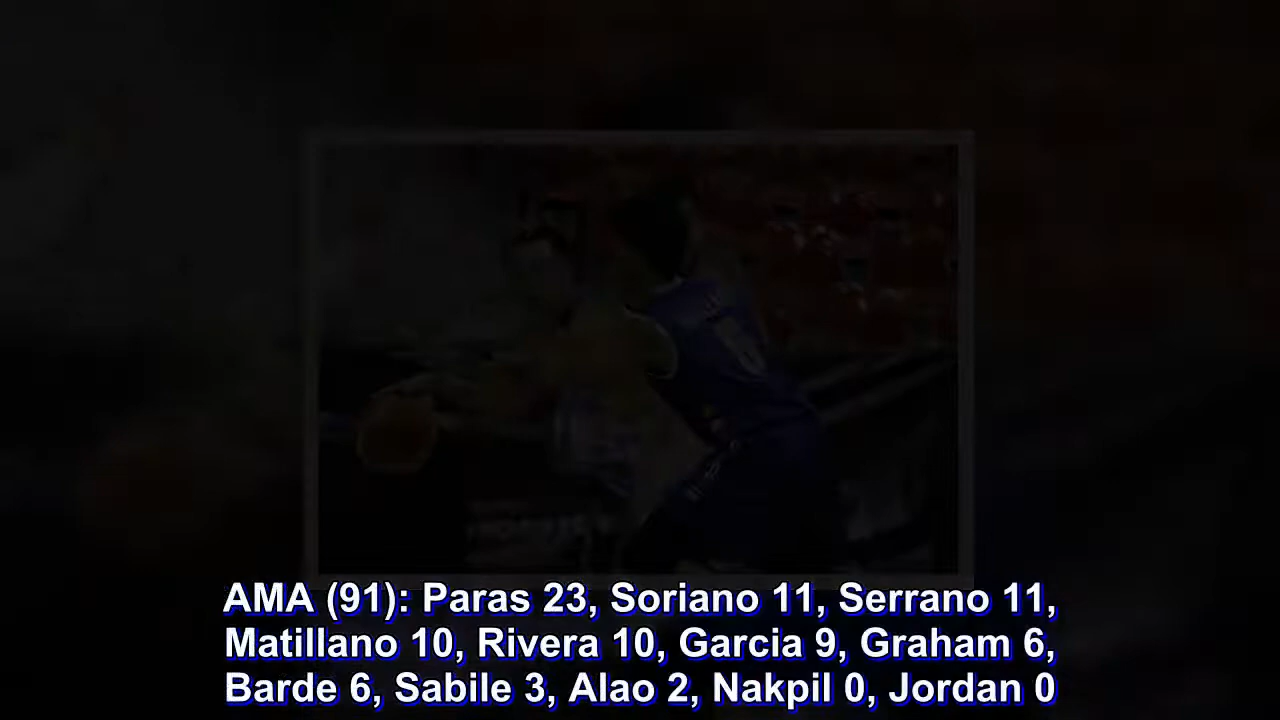 AMA (91): Paras 23, Soriano 11, Serrano 11,
Matillano 10, Rivera 10, Garcia 9, Graham 6,
Barde 6, Sabile 3, Alao 2, Nakpil 0, Jordan 0